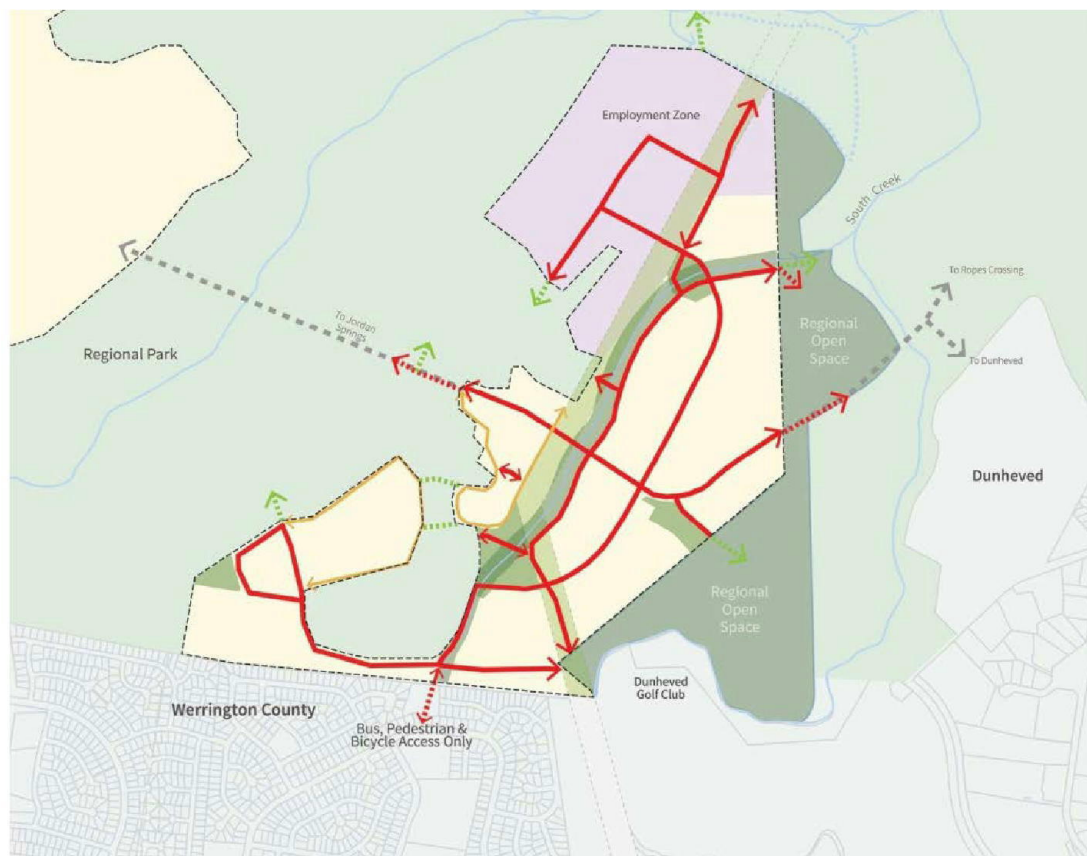 Employment Zone
South Creek
To Ropes Crossing
To Jordan
Springs
Regional Park
Regional
Open
Space
To Dunheved
Dunheved
Regional
Open
Space
Dunheved
Golf Club
Werrington County
Bus, Pedestrian &
Bicycle Access Only